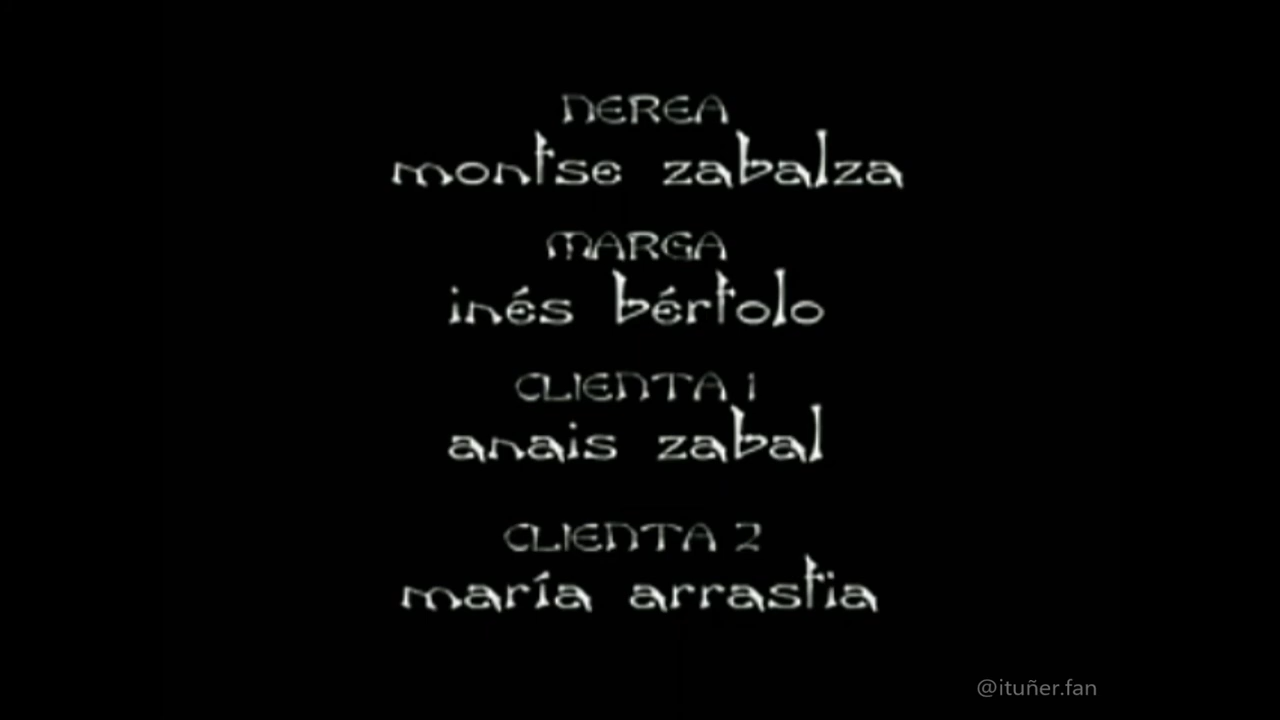 NEREA
montse zabalza
MARGA
inés bértolo
CLIENTA 1
anais zabal
CLIENTA 2
maría arrastia
@ituñer.fan